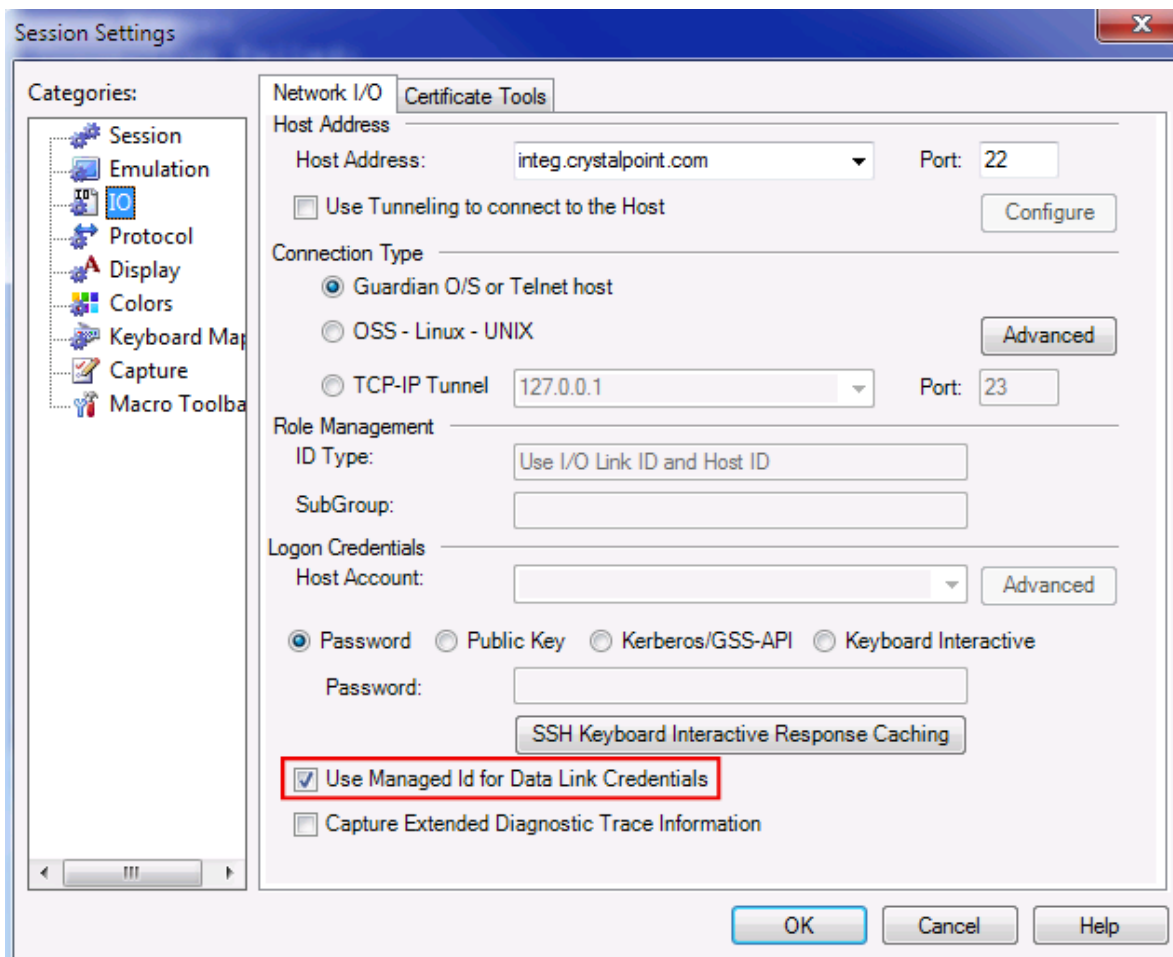 Session Settings
Categories:
Session
Emulation
IO
Protocol
Display
Colors
Keyboard Map
Capture
Macro Toolba
Network I/O Certificate Tools
Host Address
Host Address: integ.crystalpoint.com Port: 22
Use Tunneling to connect to the Host Configure
Connection Type
Guardian O/S or Telnet host
OSS - Linux - UNIX Advanced
TCP-IP Tunnel 127.0.0.1 Port: 23
Role Management
ID Type: Use I/O Link ID and Host ID
SubGroup:
Logon Credentials
Host Account: Advanced
Password Public Key Kerberos/GSS-API Keyboard Interactive
Password:
SSH Keyboard Interactive Response Caching
Use Managed Id for Data Link Credentials
Capture Extended Diagnostic Trace Information
OK Cancel Help